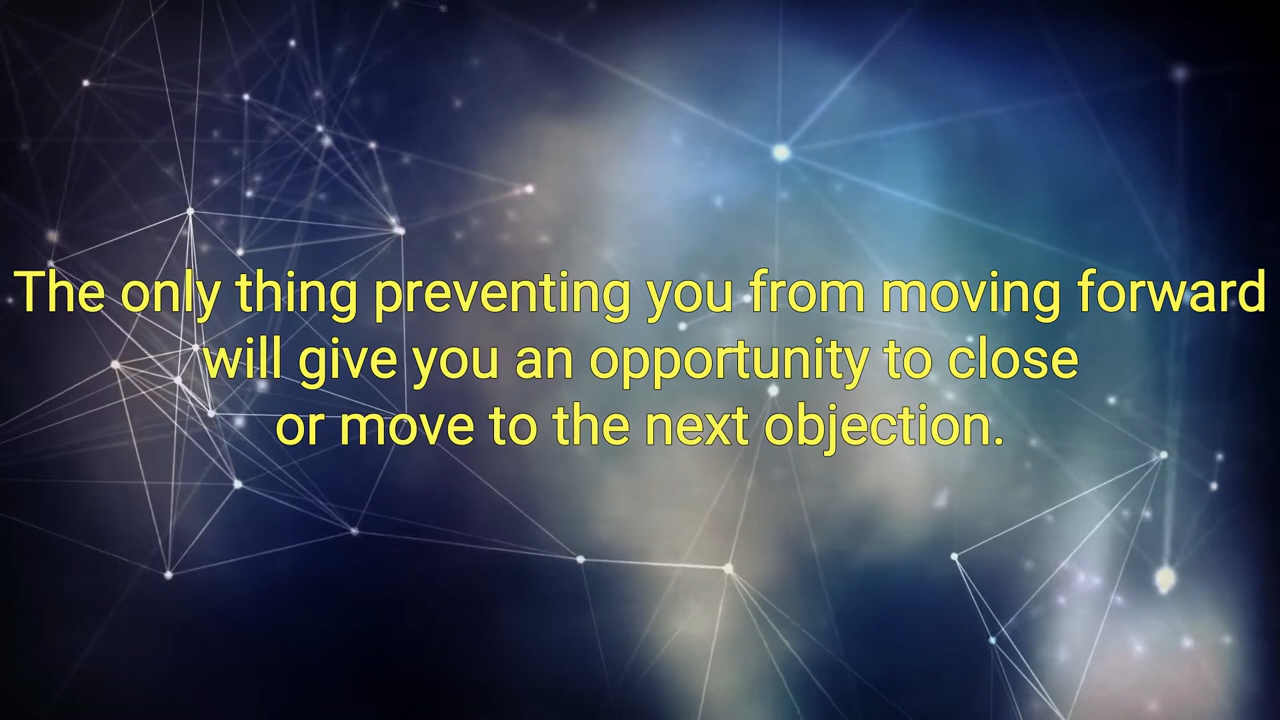 The only thing preventing you from moving forward
will give you an opportunity to close
or move to the next objection.